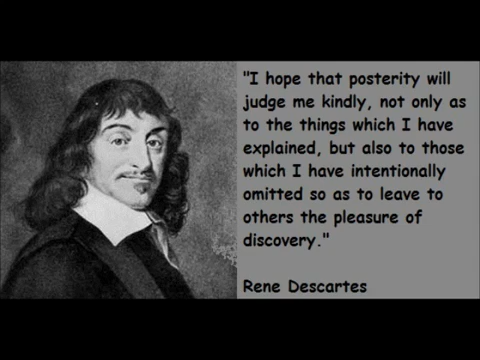 "I hope that posterity will
judge me kindly, not only as
to the things which I have
explained, but also to those
which I have intentionally
omitted so as to leave to
others the pleasure of
discovery."
Rene Descartes